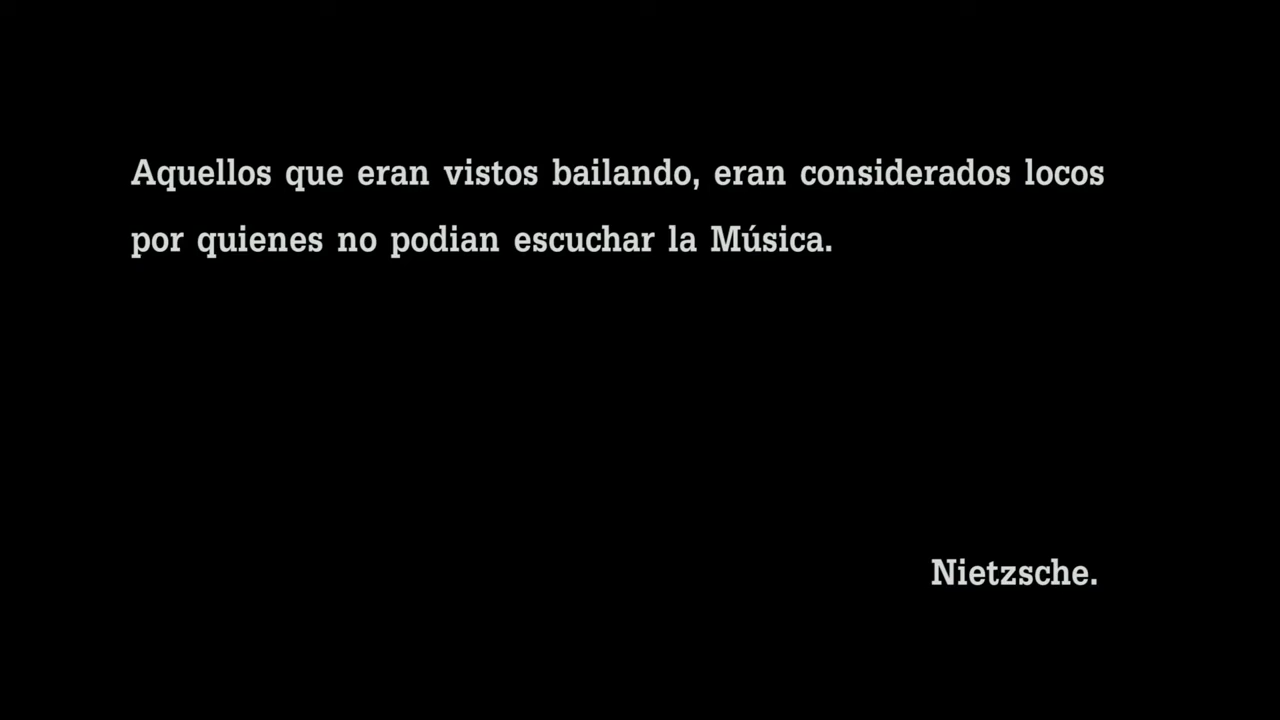 Aquellos que eran vistos bailando, eran considerados locos
por quienes no podian escuchar la Música.
Nietzsche.